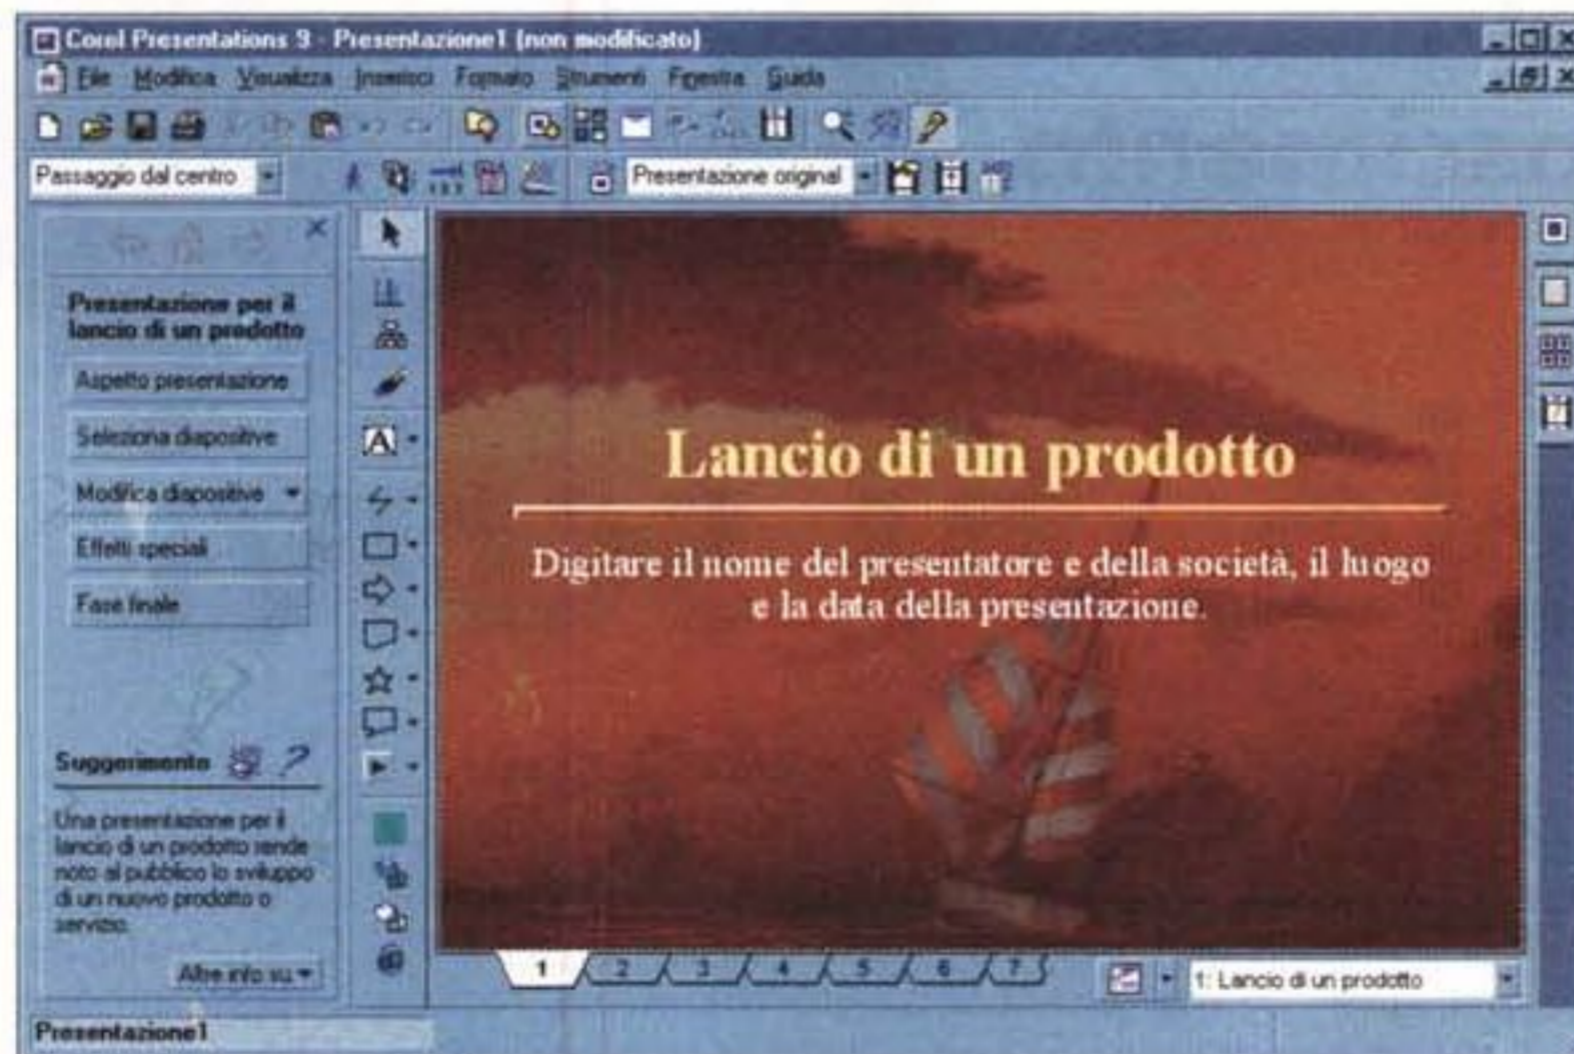 Corel Presentations 9 - Presentazione1 (non modificato)
File Modifica Visualizza Inserisci Formato Strumenti Finestra Guida
Passaggio dal centro
Presentazione original
Presentazione per il
lancio di un prodotto
Aspetto presentazione
Seleziona diapositive
Modifica diapositive
Effetti speciali
Fase finale
Suggerimento
Una presentazione per il
lancio di un prodotto rende
noto al pubblico lo sviluppo
di un nuovo prodotto o
servizio.
Altre info su
A
Lancio di un prodotto
Digitare il nome del presentatore e della società, il luogo
e la data della presentazione.
1 2 3 4 5 6 7
1: Lancio di un prodotto
Presentazione1